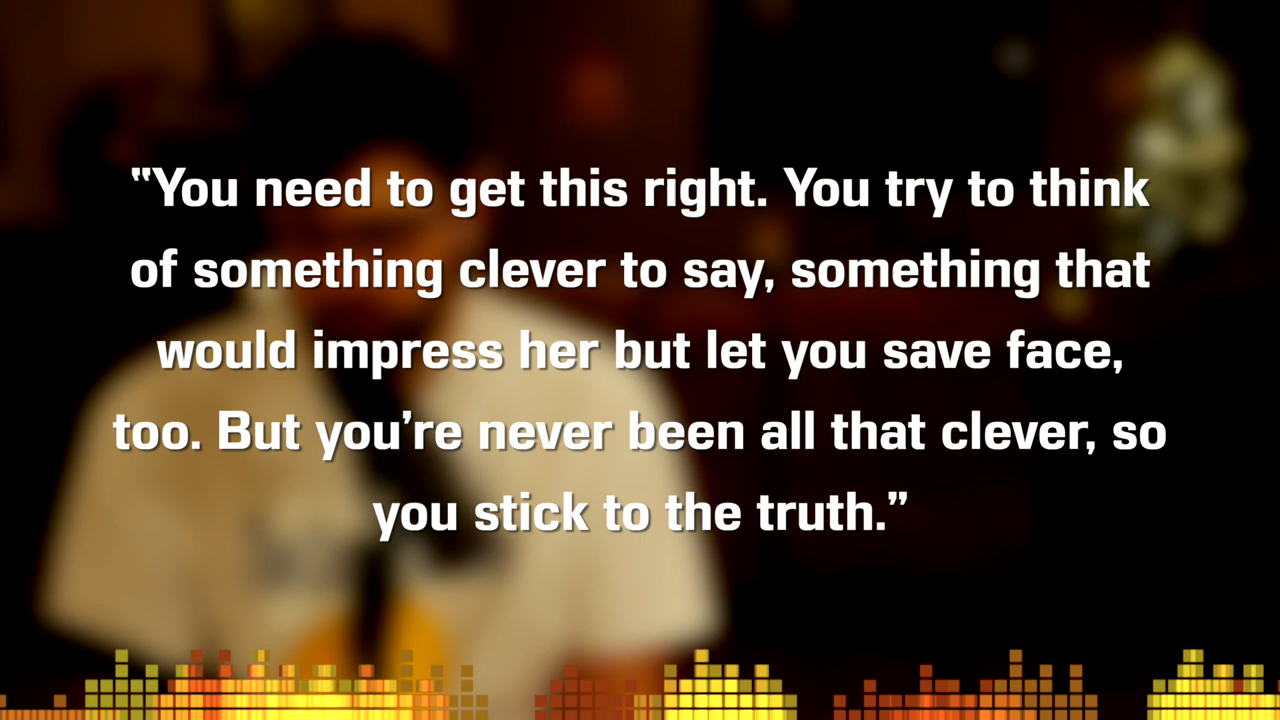 “You need to get this right. You try to think
of something clever to say, something that
would impress her but let you save face,
too. But you’re never been all that clever, so
you stick to the truth.”